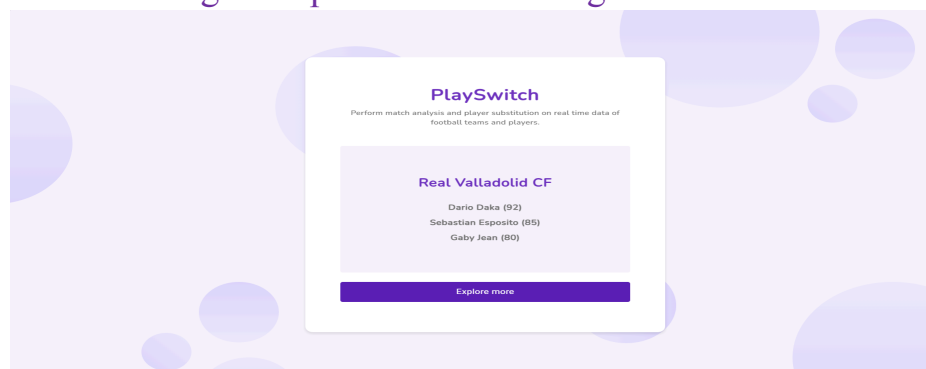 PlaySwitch
Perform match analysis and player substitution on real time data of
football teams and players.
Real Valladolid CF
Dario Daka (92)
Sebastian Esposito (85)
Gaby Jean (80)
Explore more